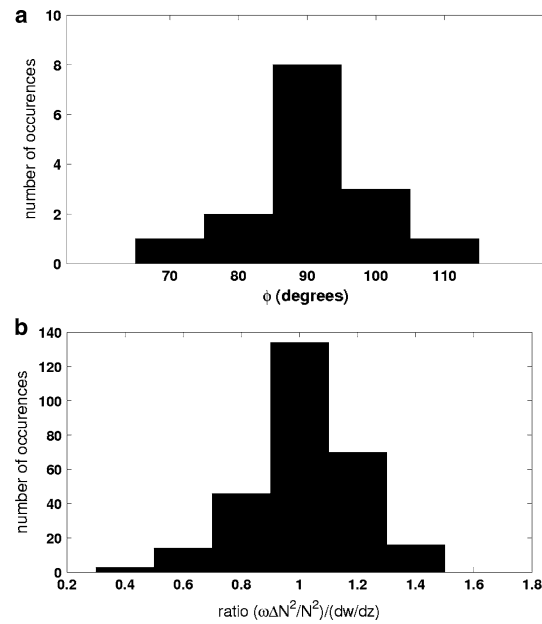 a
10
8
6
4
2
0
number of occurences
70 80 90 100 110
ϕ (degrees)
b
140
120
100
80
60
40
20
0
number of occurences
0.2 0.4 0.6 0.8 1 1.2 1.4 1.6 1.8
ratio (ωΔN²/N²)/(dw/dz)